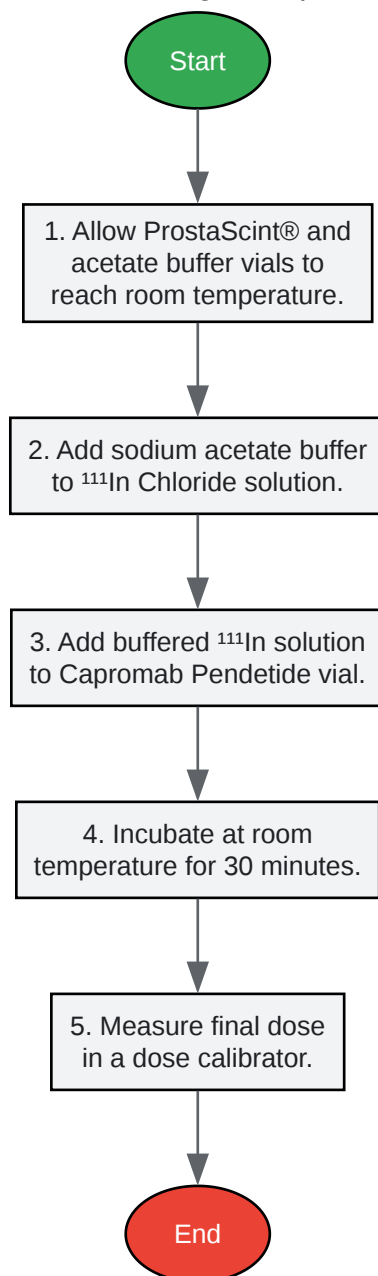 Start
1. Allow ProstaScint® and
acetate buffer vials to
reach room temperature.
2. Add sodium acetate buffer
to ¹¹¹In Chloride solution.
3. Add buffered ¹¹¹In solution
to Capromab Pendetide vial.
4. Incubate at room
temperature for 30 minutes.
5. Measure final dose
in a dose calibrator.
End